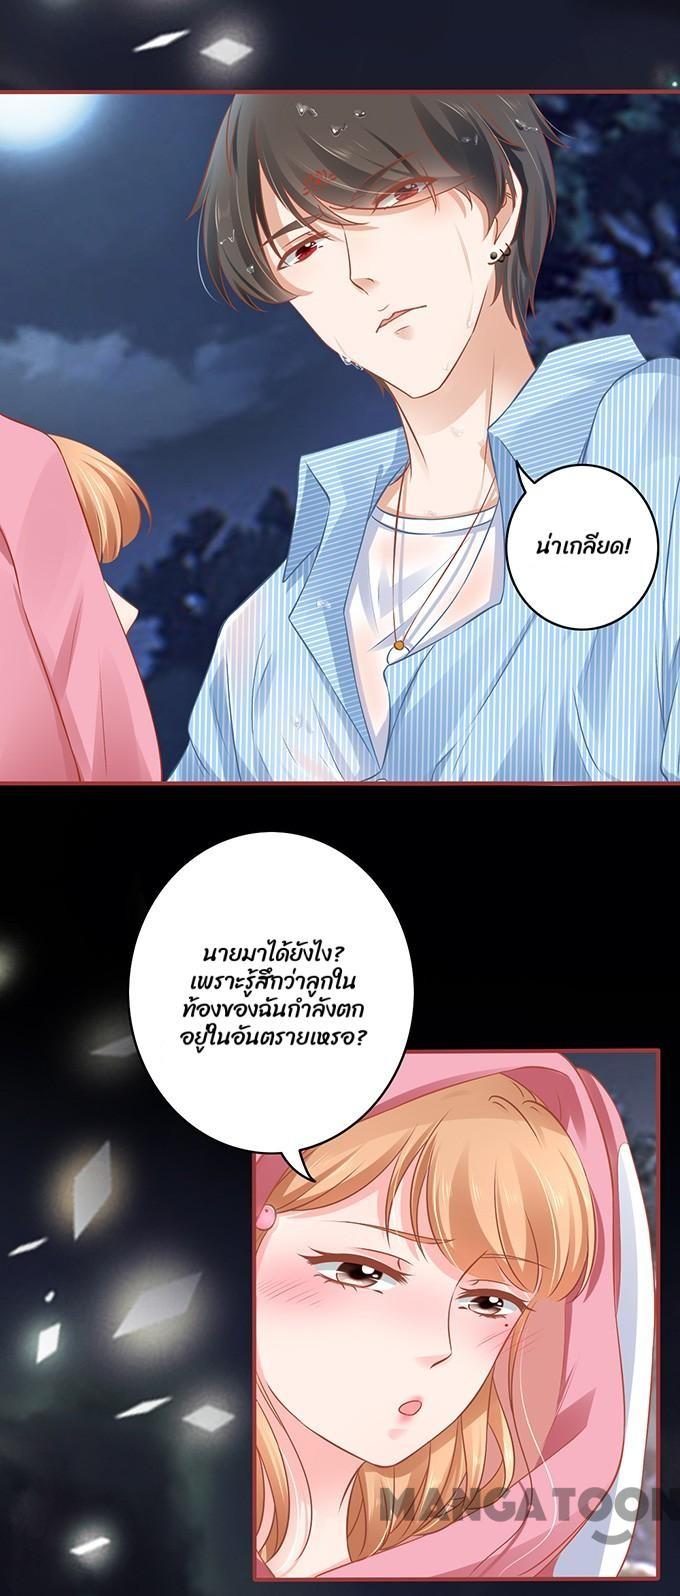 น่าเกลียด!
นายมาได้ยังไง?
เพราะรู้สึกว่าลูกใน
ท้องของฉันกำลังตก
อยู่ในอันตรายเหรอ?
MANGATOON